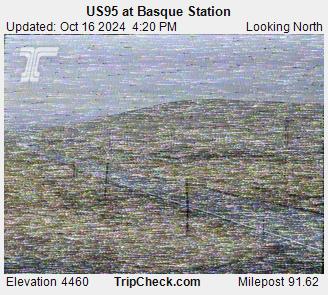 US95 at Basque Station
Updated: Oct 16 2024 4:20 PM Looking North
Elevation 4460 TripCheck.com Milepost 91.62